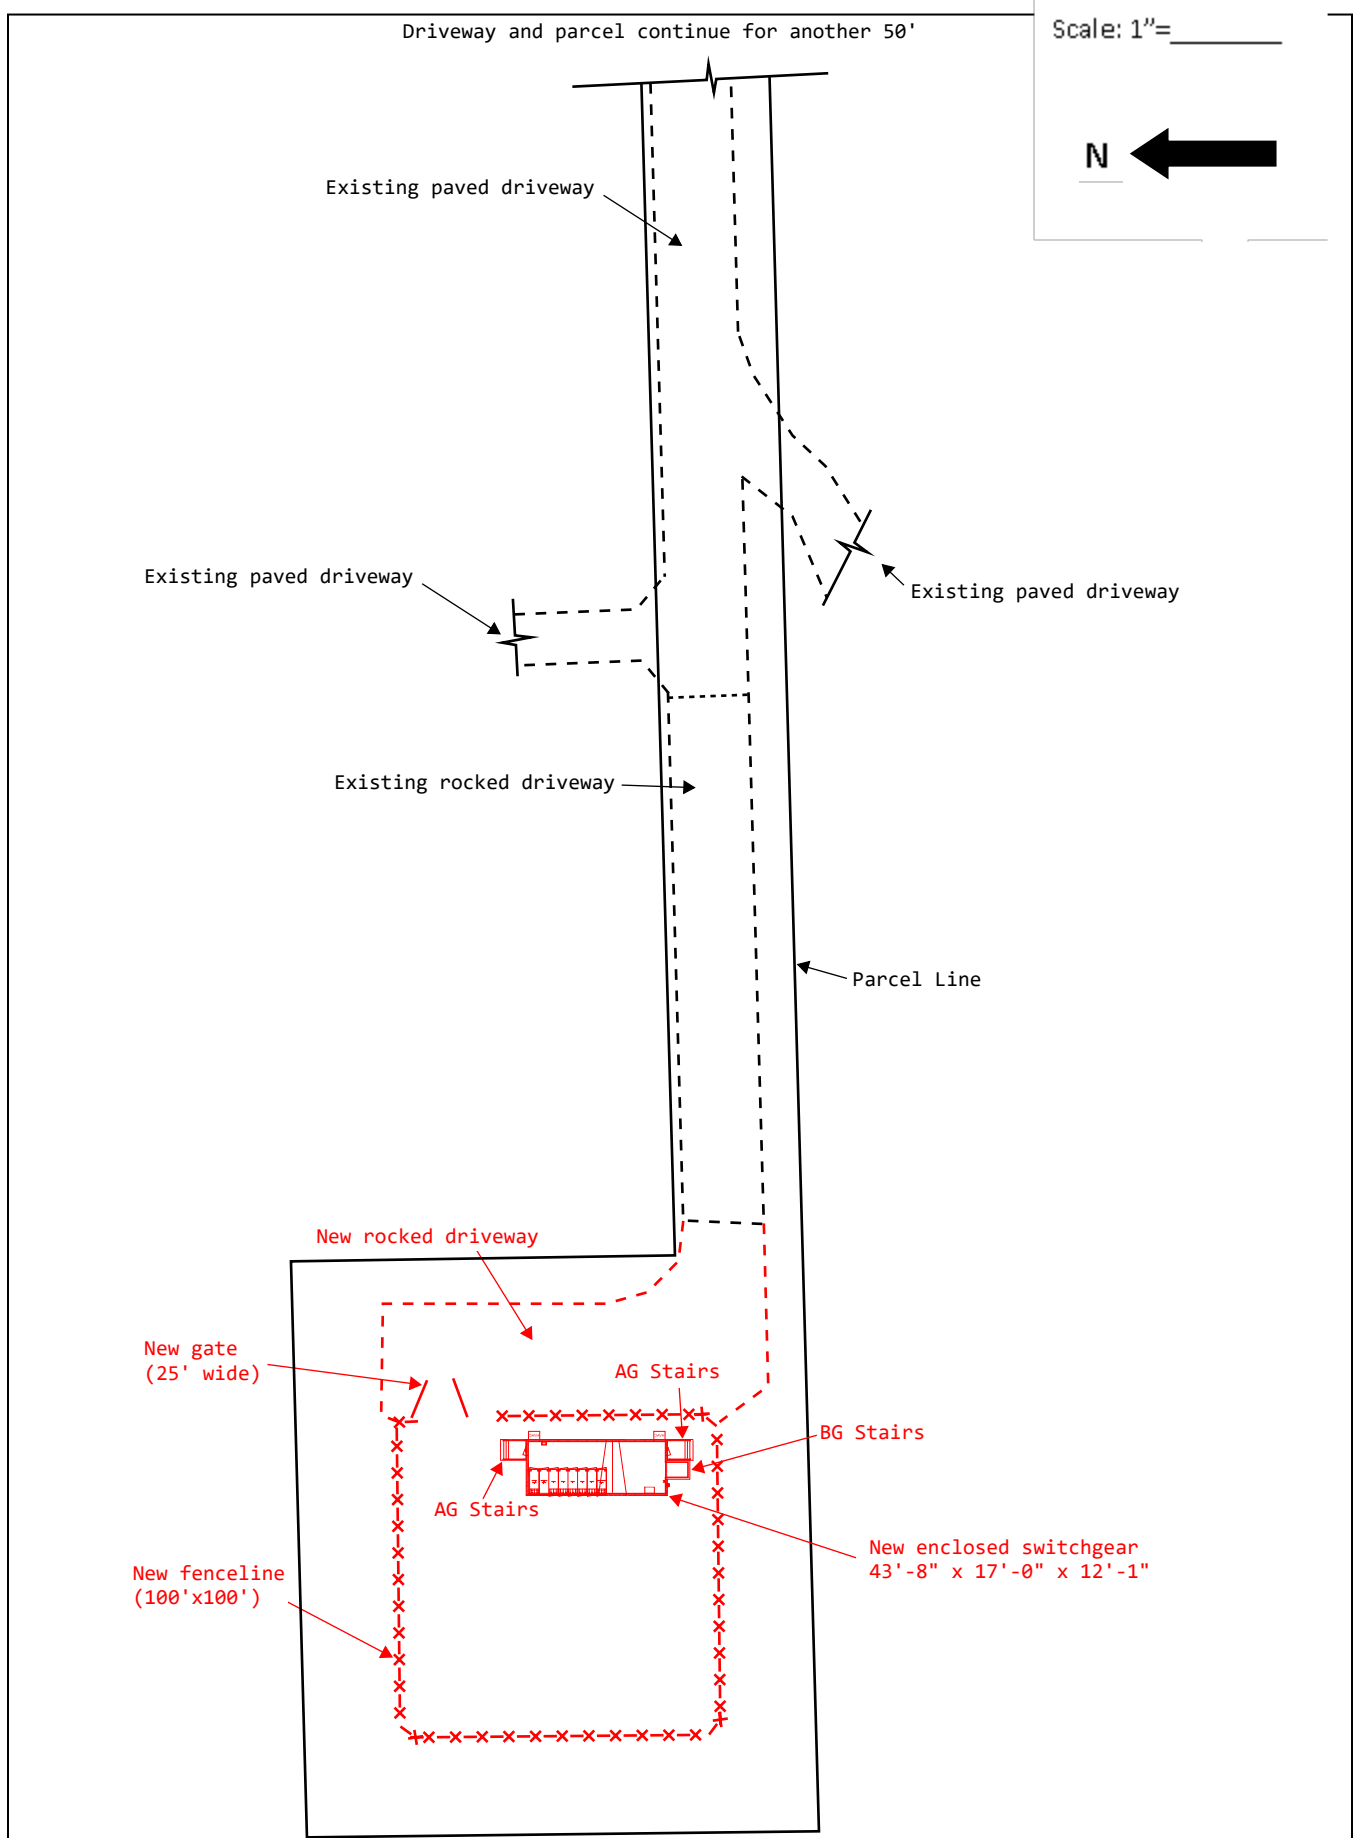 Driveway and parcel continue for another 50'
Scale: 1”=________
N
Existing paved driveway
Existing paved driveway
Existing paved driveway
Existing rocked driveway
Parcel Line
New rocked driveway
New gate
(25' wide)
AG Stairs
BG Stairs
AG Stairs
New enclosed switchgear
43'-8" x 17'-0" x 12'-1"
New fenceline
(100'x100')